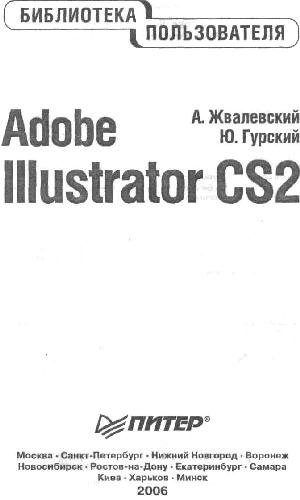 БИБЛИОТЕКА
ПОЛЬЗОВАТЕЛЯ
А. Жвалевский
Ю. Гурский
Adobe
Illustrator CS2
ПИТЕР®
Москва · Санкт-Петербург · Нижний Новгород · Воронеж
Новосибирск · Ростов-на-Дону · Екатеринбург · Самара
Киев · Харьков · Минск
2006